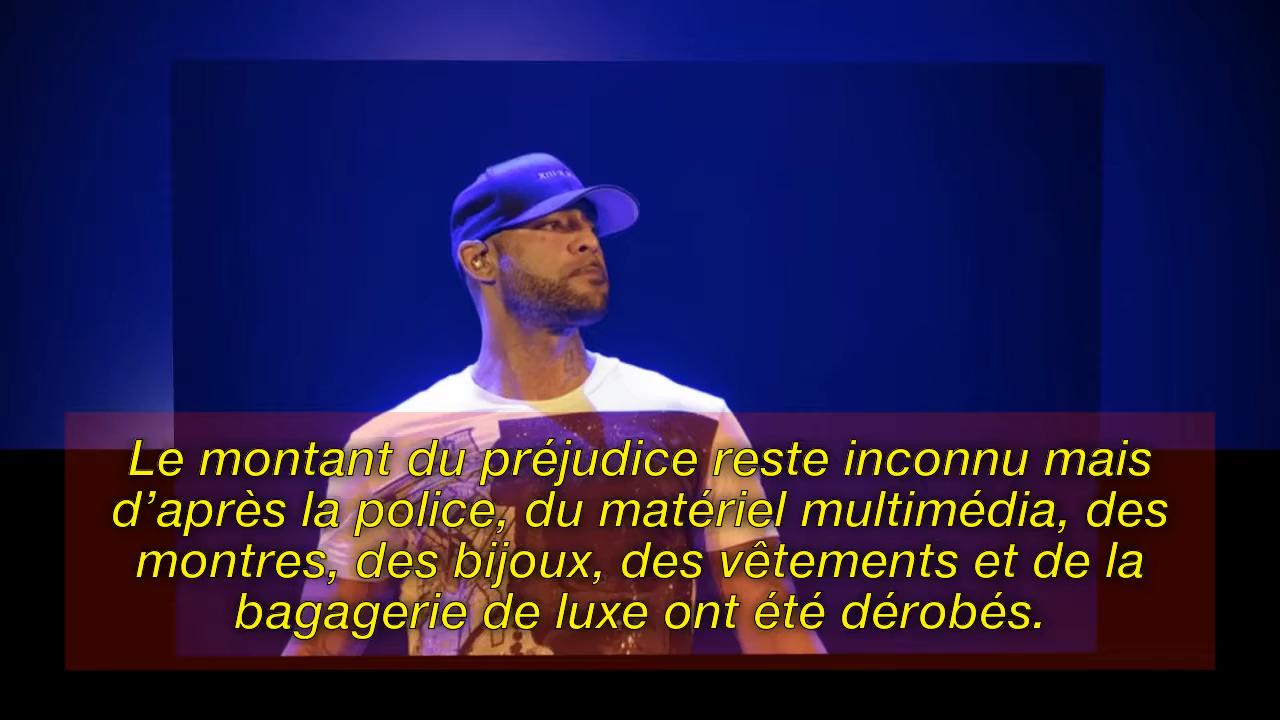 Le montant du préjudice reste inconnu mais
d’après la police, du matériel multimédia, des
montres, des bijoux, des vêtements et de la
bagagerie de luxe ont été dérobés.